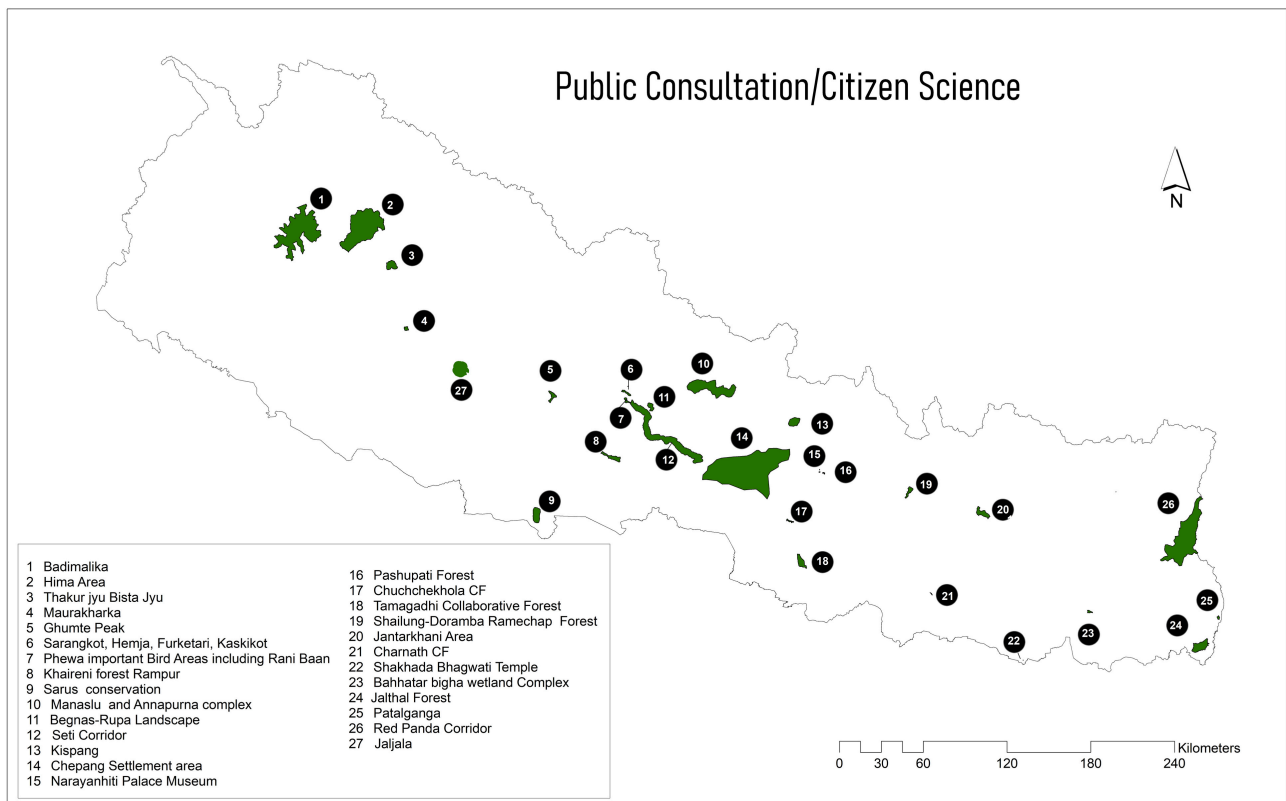 Public Consultation/Citizen Science
N
1
2
3
4
27
5
6
7
8
9
10
11
12
13
14
15
16
17
18
19
20
21
22
23
24
25
26
1 Badimalika
2 Hima Area
3 Thakur jyu Bista Jyu
4 Maurakharka
5 Ghumte Peak
6 Sarangkot, Hemja, Furketari, Kaskikot
7 Phewa important Bird Areas including Rani Baan
8 Khaireni forest Rampur
9 Sarus conservation
10 Manaslu and Annapurna complex
11 Begnas-Rupa Landscape
12 Seti Corridor
13 Kispang
14 Chepang Settlement area
15 Narayanhiti Palace Museum
16 Pashupati Forest
17 Chuchchekhola CF
18 Tamagadhi Collaborative Forest
19 Shailung-Doramba Ramechap Forest
20 Jantarkhani Area
21 Charnath CF
22 Shakhada Bhagwati Temple
23 Bahhatar bigha wetland Complex
24 Jalthal Forest
25 Patalganga
26 Red Panda Corridor
27 Jaljala
Kilometers
0 30 60 120 180 240